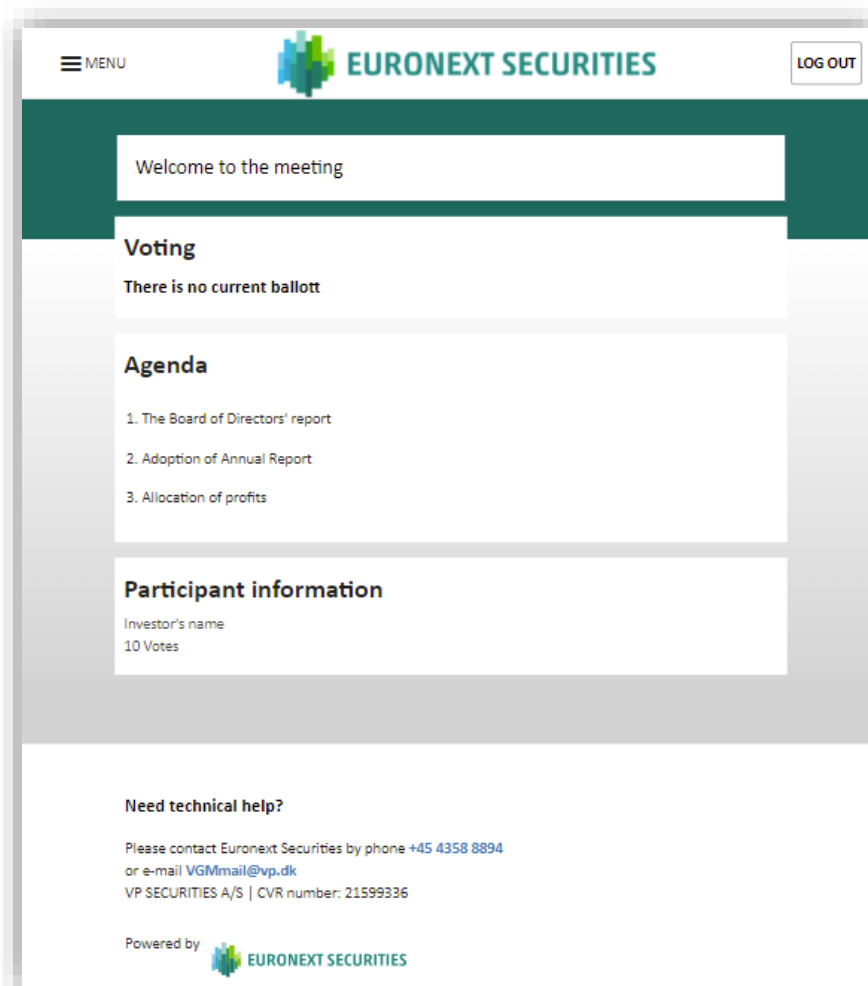 MENU
EURONEXT SECURITIES
LOG OUT
Welcome to the meeting
Voting
There is no current ballott
Agenda
1. The Board of Directors' report
2. Adoption of Annual Report
3. Allocation of profits
Participant information
Investor's name
10 Votes
Need technical help?
Please contact Euronext Securities by phone +45 4358 8894
or e-mail VGMmail@vp.dk
VP SECURITIES A/S | CVR number: 21599336
Powered by
EURONEXT SECURITIES